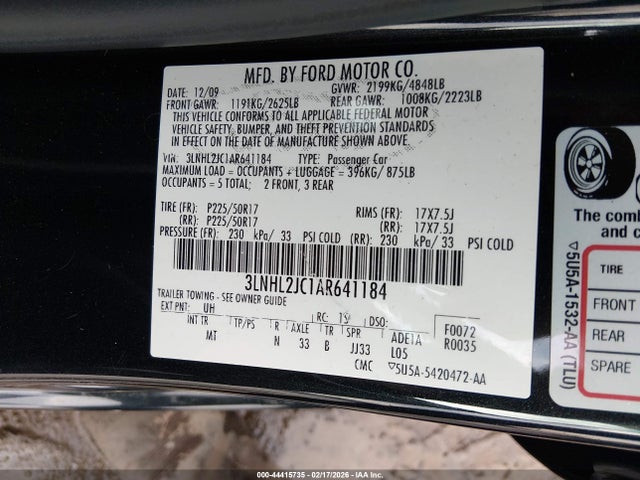 MFD. BY FORD MOTOR CO.
DATE: 12/09 GVWR: 2199KG/4848LB
FRONT GAWR: 1191KG/2625LB REAR GAWR: 1008KG/2223LB
THIS VEHICLE CONFORMS TO ALL APPLICABLE FEDERAL MOTOR
VEHICLE SAFETY, BUMPER, AND THEFT PREVENTION STANDARDS
IN EFFECT ON THE DATE OF MANUFACTURE SHOWN ABOVE.
VIN: 3LNHL2JC1AR641184 TYPE: Passenger Car
MAXIMUM LOAD = OCCUPANTS + LUGGAGE = 396KG/ 875LB
OCCUPANTS = 5 TOTAL; 2 FRONT, 3 REAR
TIRE (FR): P225/50R17 RIMS (FR): 17X7.5J
(RR): P225/50R17 (RR): 17X7.5J
PRESSURE (FR): 230 kPa/ 33 PSI COLD (RR): 230 kPa/ 33 PSI COLD
3LNHL2JC1AR641184
TRAILER TOWING - SEE OWNER GUIDE
EXT PNT: UH RC: 15 DSO: F0072
INT TR TP/PS R AXLE TR SPR ADE1A R0035
MT N 33 B JJ33 L05
CMC ▽5U5A-5420472-AA
The comb
TIRE
FRONT
REAR
SPARE
▽5U5A-1532-AA (TLU)
000-44415735 - 02/17/2026 - IAA